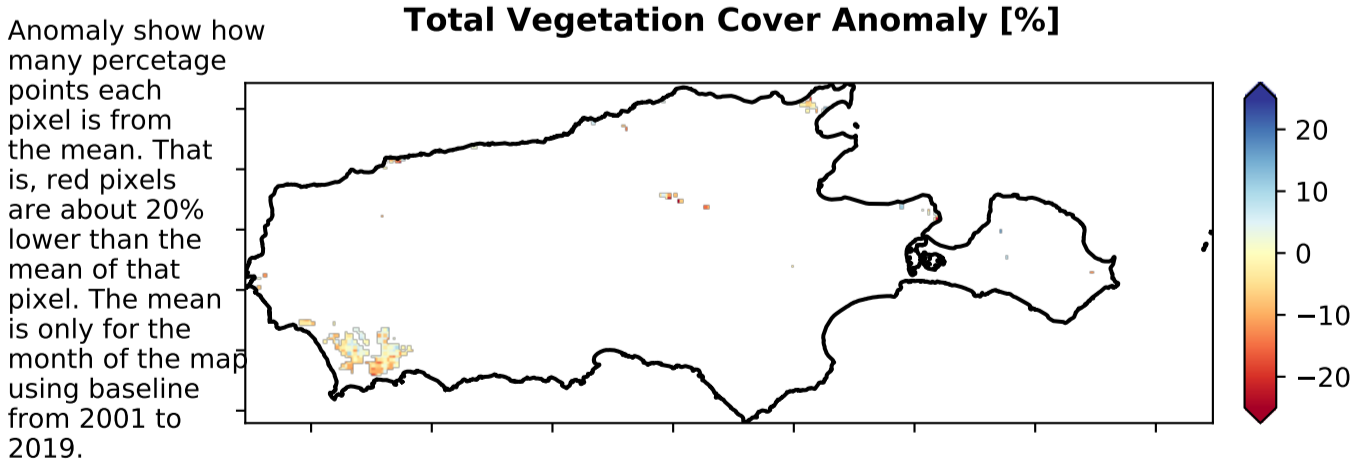 Total Vegetation Cover Anomaly [%]
Anomaly show how
many percetage
points each
pixel is from
the mean. That
is, red pixels
are about 20%
lower than the
mean of that
pixel. The mean
is only for the
month of the map
using baseline
from 2001 to
2019.
20
10
0
−10
−20